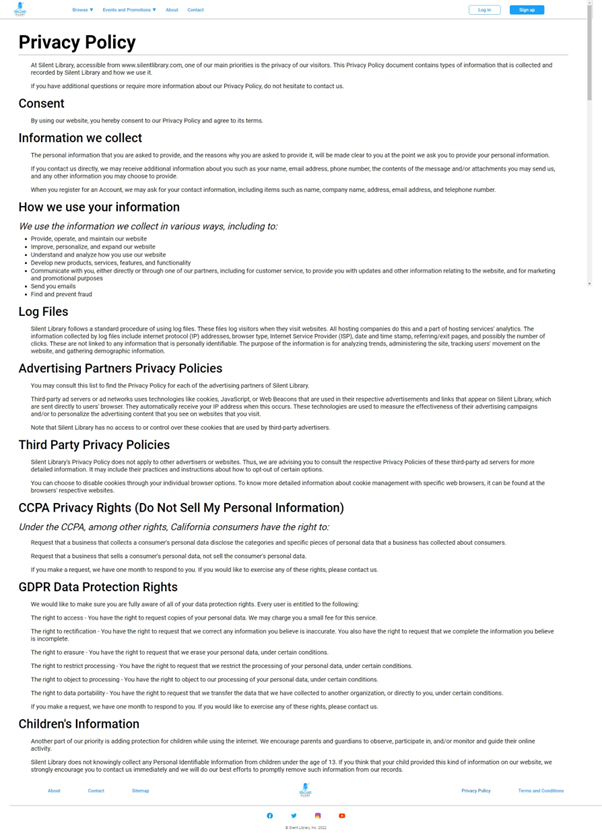 Browse ▼
Events and Promotions ▼
About
Contact
Log in
Sign up
Privacy Policy
At Silent Library, accessible from www.silentlibrary.com, one of our main priorities is the privacy of our visitors. This Privacy Policy document contains types of information that is collected and
recorded by Silent Library and how we use it.
If you have additional questions or require more information about our Privacy Policy, do not hesitate to contact us.
Consent
By using our website, you hereby consent to our Privacy Policy and agree to its terms.
Information we collect
The personal information that you are asked to provide, and the reasons why you are asked to provide it, will be made clear to you at the point we ask you to provide your personal information.
If you contact us directly, we may receive additional information about you such as your name, email address, phone number, the contents of the message and/or attachments you may send us,
and any other information you may choose to provide.
When you register for an Account, we may ask for your contact information, including items such as name, company name, address, email address, and telephone number.
How we use your information
We use the information we collect in various ways, including to:
• Provide, operate, and maintain our website
• Improve, personalize, and expand our website
• Understand and analyze how you use our website
• Develop new products, services, features, and functionality
• Communicate with you, either directly or through one of our partners, including for customer service, to provide you with updates and other information relating to the website, and for marketing
and promotional purposes
• Send you emails
• Find and prevent fraud
Log Files
Silent Library follows a standard procedure of using log files. These files log visitors when they visit websites. All hosting companies do this and a part of hosting services' analytics. The
information collected by log files include internet protocol (IP) addresses, browser type, Internet Service Provider (ISP), date and time stamp, referring/exit pages, and possibly the number of
clicks. These are not linked to any information that is personally identifiable. The purpose of the information is for analyzing trends, administering the site, tracking users' movement on the
website, and gathering demographic information.
Advertising Partners Privacy Policies
You may consult this list to find the Privacy Policy for each of the advertising partners of Silent Library.
Third-party ad servers or ad networks uses technologies like cookies, JavaScript, or Web Beacons that are used in their respective advertisements and links that appear on Silent Library, which
are sent directly to users' browser. They automatically receive your IP address when this occurs. These technologies are used to measure the effectiveness of their advertising campaigns
and/or to personalize the advertising content that you see on websites that you visit.
Note that Silent Library has no access to or control over these cookies that are used by third-party advertisers.
Third Party Privacy Policies
Silent Library's Privacy Policy does not apply to other advertisers or websites. Thus, we are advising you to consult the respective Privacy Policies of these third-party ad servers for more
detailed information. It may include their practices and instructions about how to opt-out of certain options.
You can choose to disable cookies through your individual browser options. To know more detailed information about cookie management with specific web browsers, it can be found at the
browsers' respective websites.
CCPA Privacy Rights (Do Not Sell My Personal Information)
Under the CCPA, among other rights, California consumers have the right to:
Request that a business that collects a consumer's personal data disclose the categories and specific pieces of personal data that a business has collected about consumers.
Request that a business that sells a consumer's personal data, not sell the consumer's personal data.
If you make a request, we have one month to respond to you. If you would like to exercise any of these rights, please contact us.
GDPR Data Protection Rights
We would like to make sure you are fully aware of all of your data protection rights. Every user is entitled to the following:
The right to access - You have the right to request copies of your personal data. We may charge you a small fee for this service.
The right to rectification - You have the right to request that we correct any information you believe is inaccurate. You also have the right to request that we complete the information you believe
is incomplete.
The right to erasure - You have the right to request that we erase your personal data, under certain conditions.
The right to restrict processing - You have the right to request that we restrict the processing of your personal data, under certain conditions.
The right to object to processing - You have the right to object to our processing of your personal data, under certain conditions.
The right to data portability - You have the right to request that we transfer the data that we have collected to another organization, or directly to you, under certain conditions.
If you make a request, we have one month to respond to you. If you would like to exercise any of these rights, please contact us.
Children's Information
Another part of our priority is adding protection for children while using the internet. We encourage parents and guardians to observe, participate in, and/or monitor and guide their online
activity.
Silent Library does not knowingly collect any Personal Identifiable Information from children under the age of 13. If you think that your child provided this kind of information on our website, we
strongly encourage you to contact us immediately and we will do our best efforts to promptly remove such information from our records.
About
Contact
Sitemap
Privacy Policy
Terms and Conditions
© Silent Library, Inc. 2022